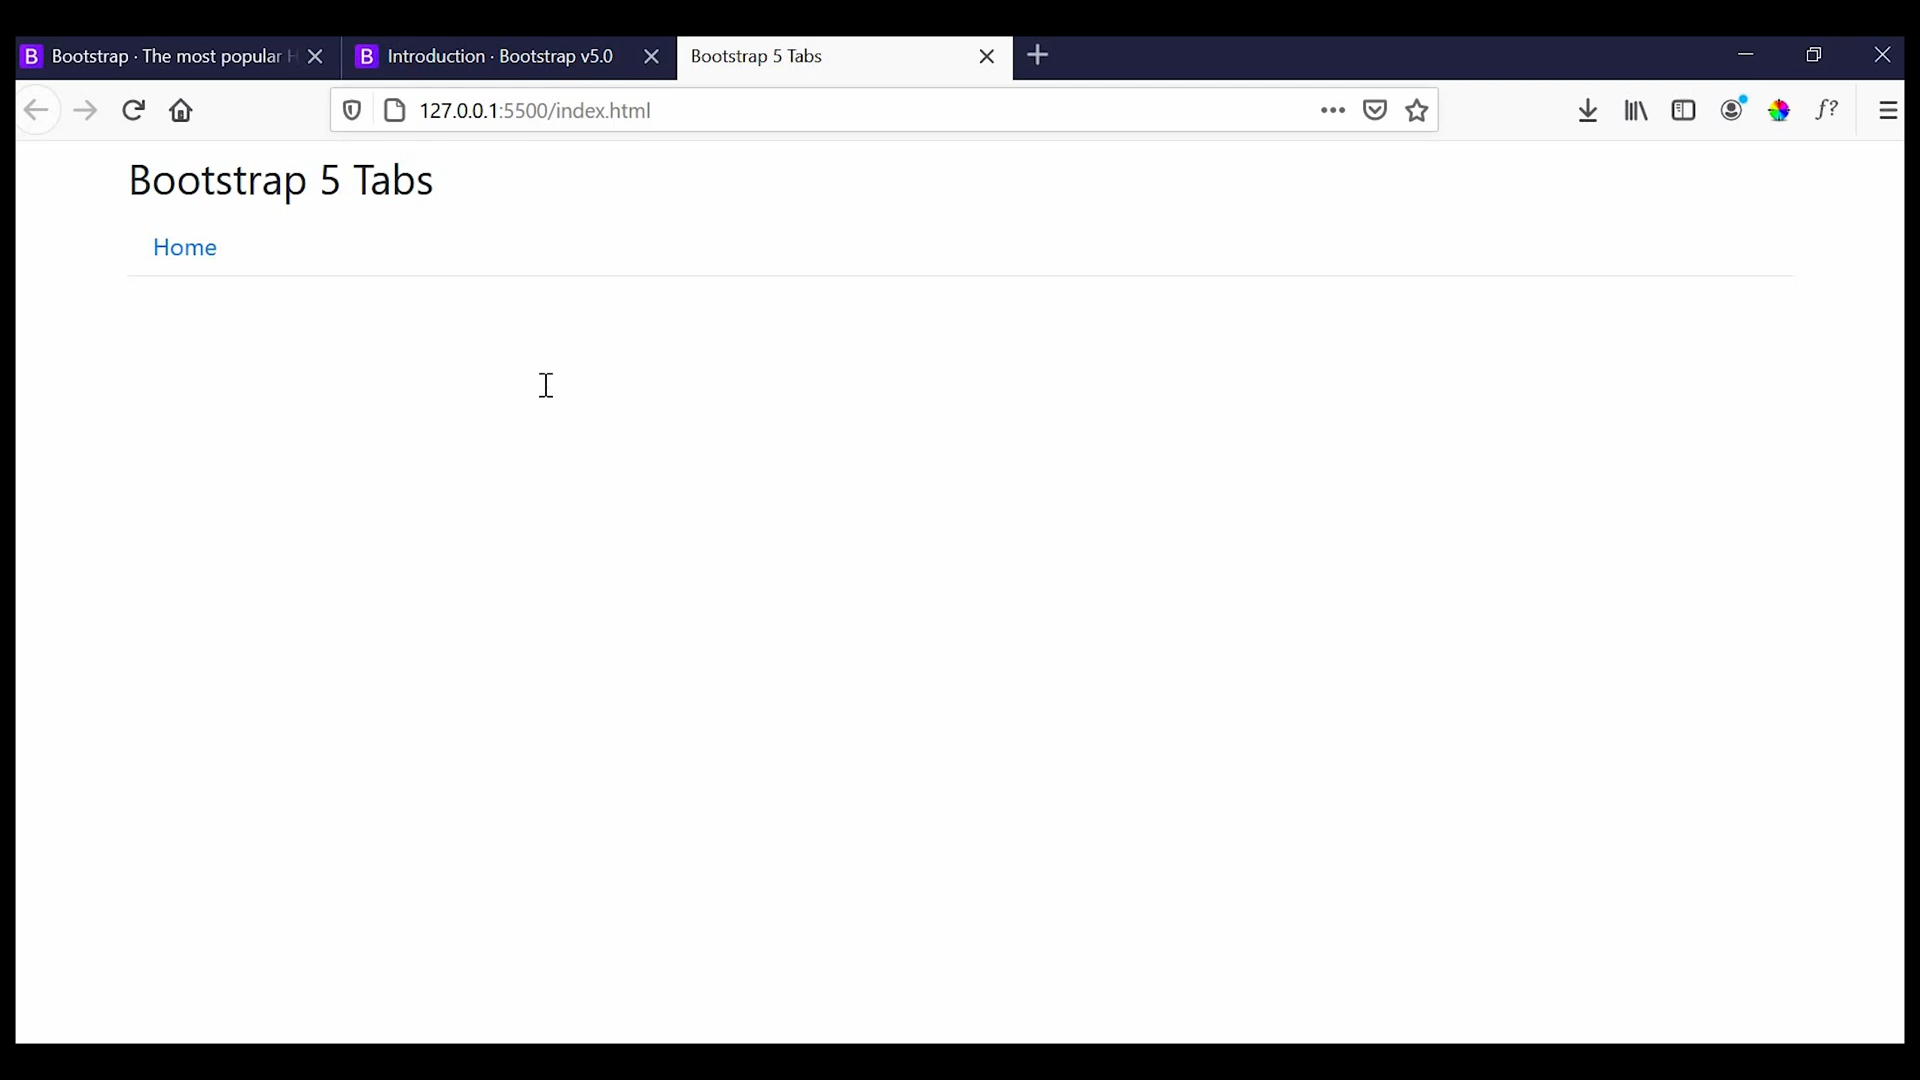 Bootstrap · The most popular H
Introduction · Bootstrap v5.0
Bootstrap 5 Tabs
127.0.0.1:5500/index.html
f?
Bootstrap 5 Tabs
Home